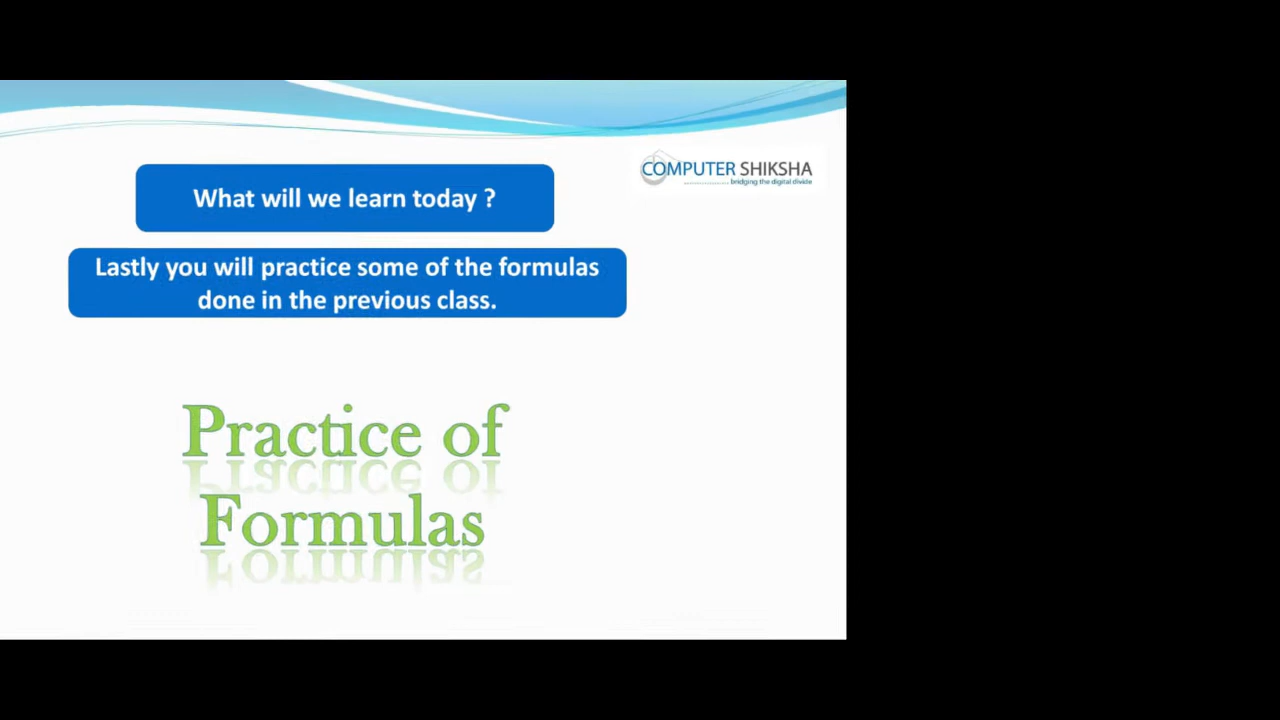 COMPUTER SHIKSHA
bridging the digital divide
What will we learn today ?
Lastly you will practice some of the formulas
done in the previous class.
Practice of
Formulas